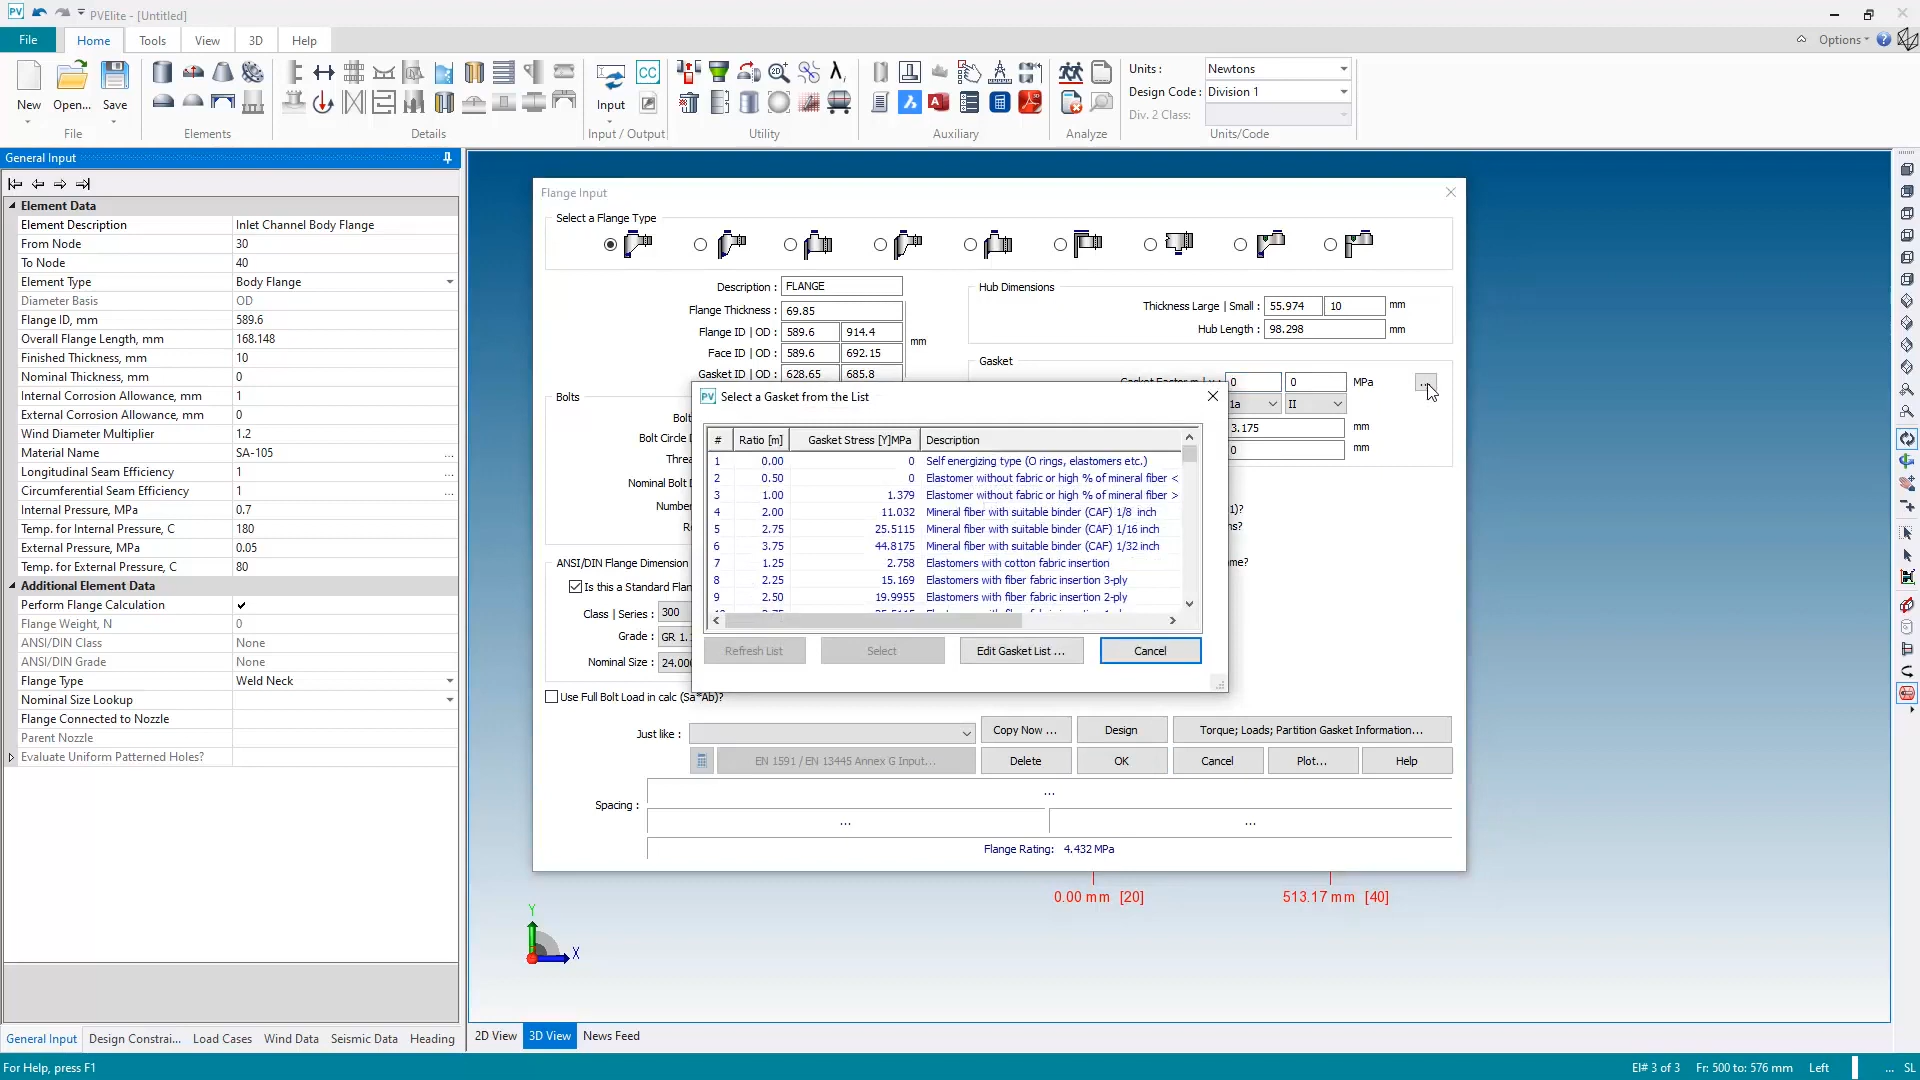 PVElite - [Untitled]
File Home Tools View 3D Help Options
New Open... Save Input CC
Units : Newtons
Design Code : Division 1
Div. 2 Class:
File Elements Details Input / Output Utility Auxiliary Analyze Units/Code
General Input
Element Data
Element Description Inlet Channel Body Flange
From Node 30
To Node 40
Element Type Body Flange
Diameter Basis OD
Flange ID, mm 589.6
Overall Flange Length, mm 168.148
Finished Thickness, mm 10
Nominal Thickness, mm 0
Internal Corrosion Allowance, mm 1
External Corrosion Allowance, mm 0
Wind Diameter Multiplier 1.2
Material Name SA-105 ...
Longitudinal Seam Efficiency 1 ...
Circumferential Seam Efficiency 1 ...
Internal Pressure, MPa 0.7
Temp. for Internal Pressure, C 180
External Pressure, MPa 0.05
Temp. for External Pressure, C 80
Additional Element Data
Perform Flange Calculation
Flange Weight, N 0
ANSI/DIN Class None
ANSI/DIN Grade None
Flange Type Weld Neck
Nominal Size Lookup
Flange Connected to Nozzle
Parent Nozzle
Evaluate Uniform Patterned Holes?
General Input Design Constrai... Load Cases Wind Data Seismic Data Heading
Flange Input
Select a Flange Type
Description : FLANGE
Flange Thickness : 69.85
Flange ID | OD : 589.6 914.4 mm
Face ID | OD : 589.6 692.15
Gasket ID | OD : 628.65 685.8
Hub Dimensions
Thickness Large | Small : 55.974 10 mm
Hub Length : 98.298 mm
Gasket
0 0 MPa ...
1a II
3.175 mm
0 mm
Bolts
Bolt
Bolt Circle
Nominal Bolt
Number
ANSI/DIN Flange Dimension
Is this a Standard Flan
Class | Series : 300
Grade : GR 1.
Nominal Size : 24.000
Use Full Bolt Load in calc (Sa*Ab)?
Select a Gasket from the List
# Ratio [m] Gasket Stress [Y]MPa Description
1 0.00 0 Self energizing type (O rings, elastomers etc.)
2 0.50 0 Elastomer without fabric or high % of mineral fiber <
3 1.00 1.379 Elastomer without fabric or high % of mineral fiber >
4 2.00 11.032 Mineral fiber with suitable binder (CAF) 1/8 inch
5 2.75 25.5115 Mineral fiber with suitable binder (CAF) 1/16 inch
6 3.75 44.8175 Mineral fiber with suitable binder (CAF) 1/32 inch
7 1.25 2.758 Elastomers with cotton fabric insertion
8 2.25 15.169 Elastomers with fiber fabric insertion 3-ply
9 2.50 19.9955 Elastomers with fiber fabric insertion 2-ply
Refresh List Select Edit Gasket List ... Cancel
Just like : Copy Now ... Design Torque; Loads; Partition Gasket Information...
EN 1591 / EN 13445 Annex G Input... Delete OK Cancel Plot... Help
Spacing : ...
... ...
Flange Rating: 4.432 MPa
0.00 mm [20] 513.17 mm [40]
Y
X
2D View 3D View News Feed
For Help, press F1 El# 3 of 3 Fr: 500 to: 576 mm Left ... SL